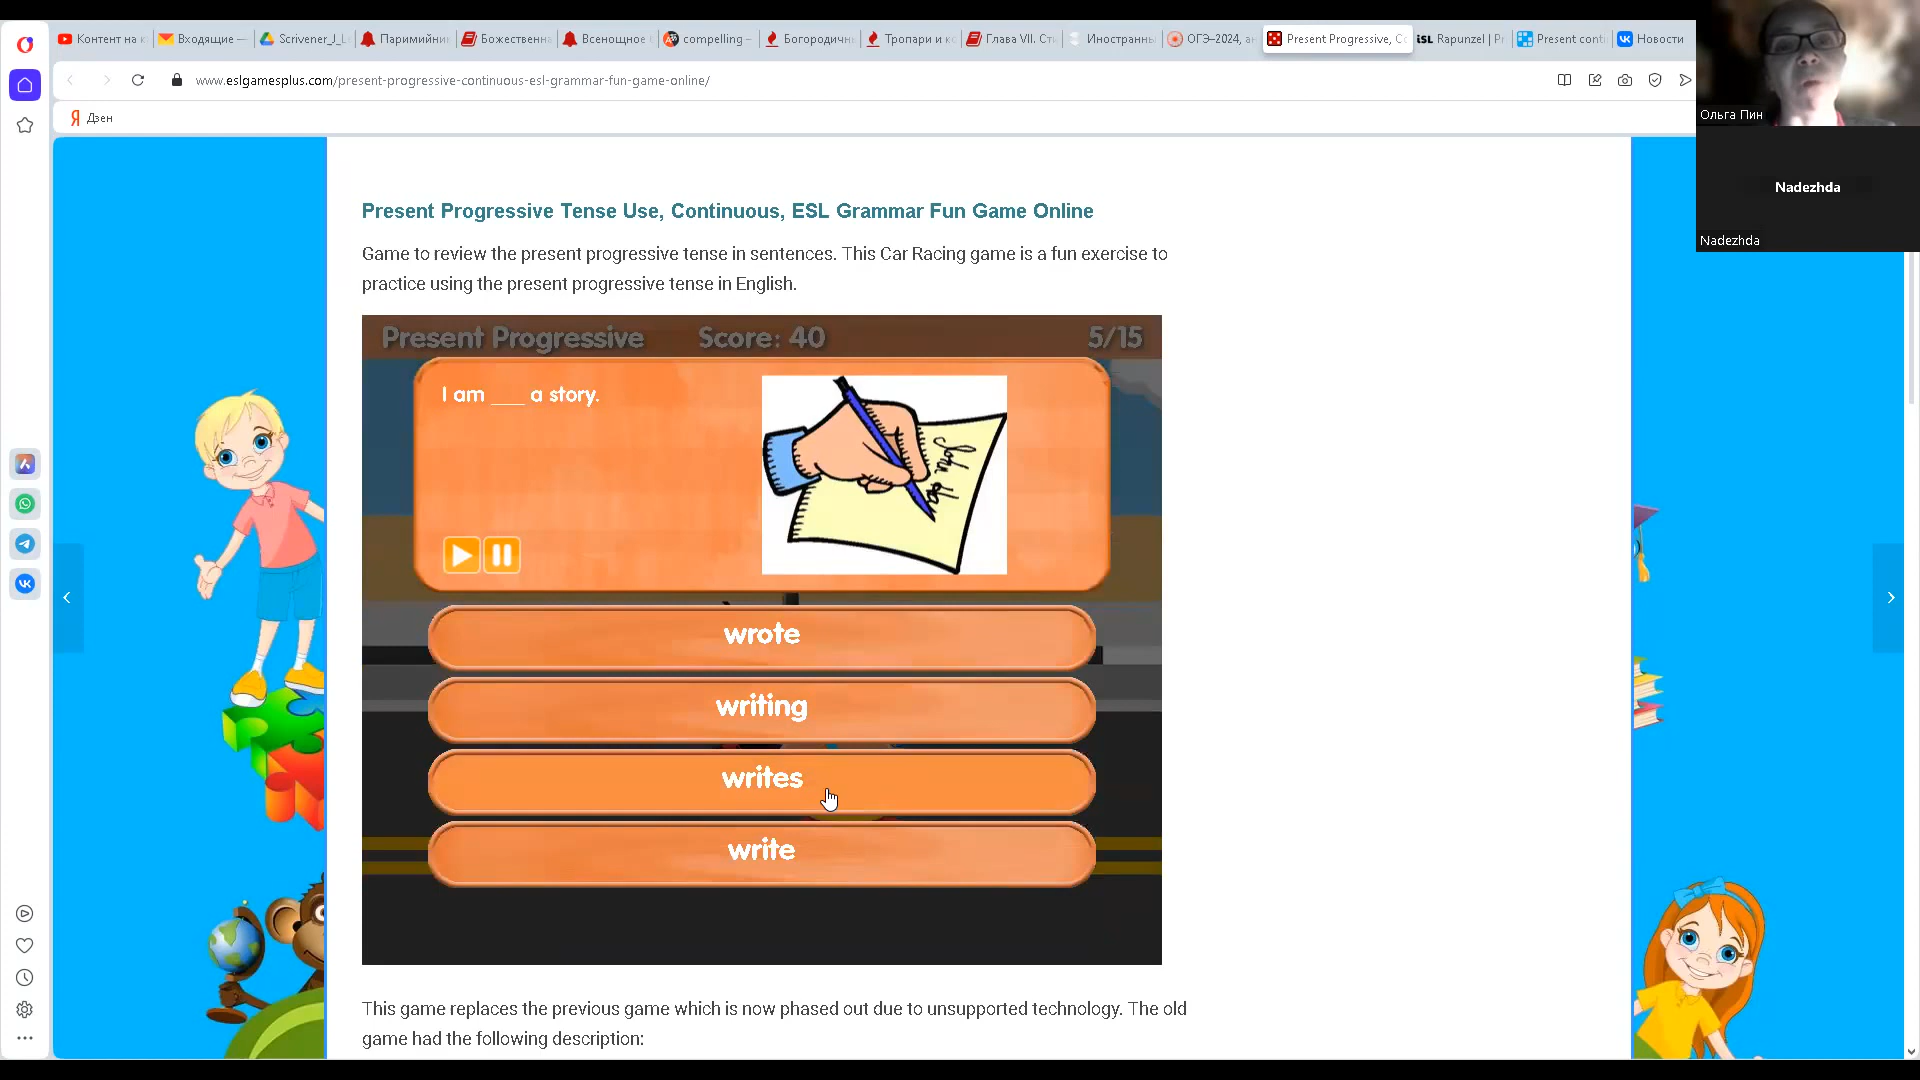 Контент на к
Входящие —
Scrivener_J_L
Паримийни
Божественна
Всенощное
compelling –
Богородичн
Тропари и к
Глава VII. Ст
Иностранны
ОГЭ–2024, а
Present Progressive, Co
iSL Rapunzel | Pr
Present conti
Новости
www.eslgamesplus.com/present-progressive-continuous-esl-grammar-fun-game-online/
Дзен
Ольга Пин
Nadezhda
Nadezhda
Present Progressive Tense Use, Continuous, ESL Grammar Fun Game Online
Game to review the present progressive tense in sentences. This Car Racing game is a fun exercise to
practice using the present progressive tense in English.
Present Progressive Score: 40 5/15
I am ___ a story.
wrote
writing
writes
write
This game replaces the previous game which is now phased out due to unsupported technology. The old
game had the following description: